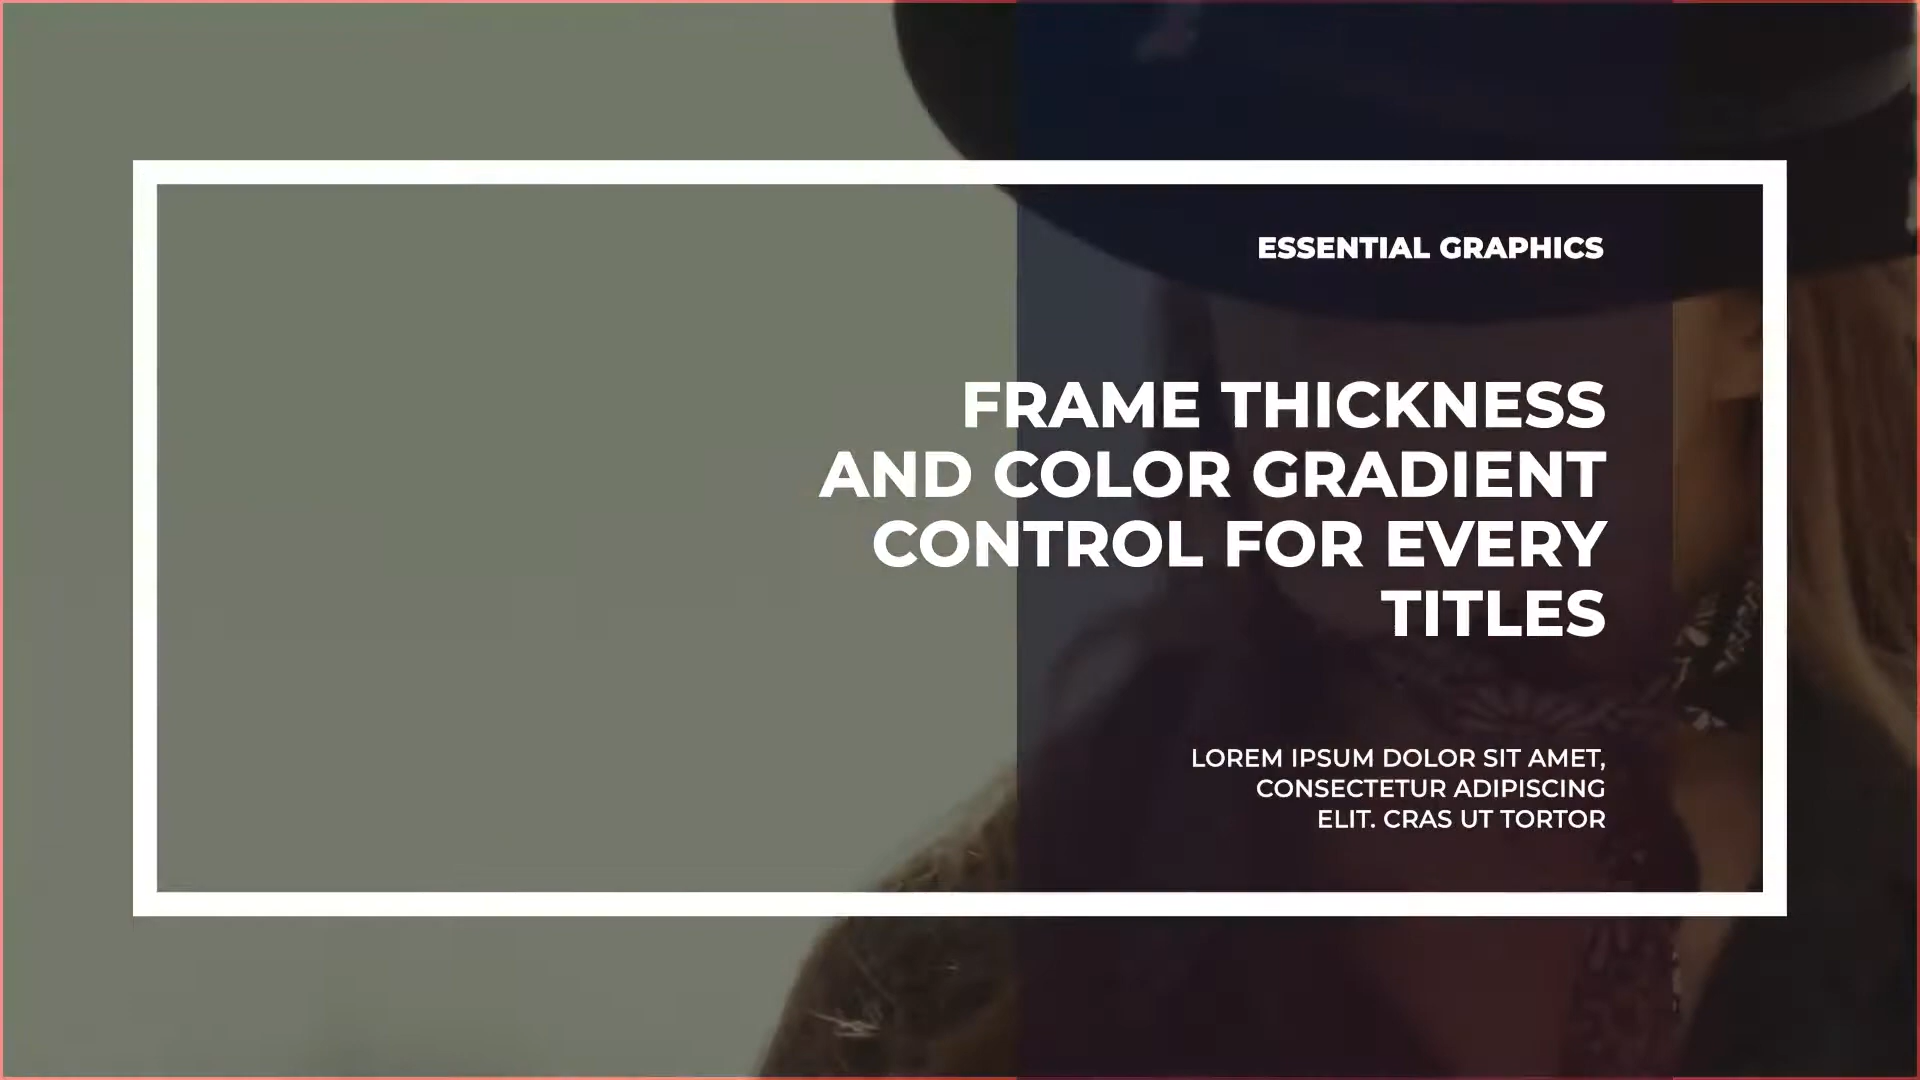 ESSENTIAL GRAPHICS
FRAME THICKNESS
AND COLOR GRADIENT
CONTROL FOR EVERY
TITLES
LOREM IPSUM DOLOR SIT AMET,
CONSECTETUR ADIPISCING
ELIT. CRAS UT TORTOR